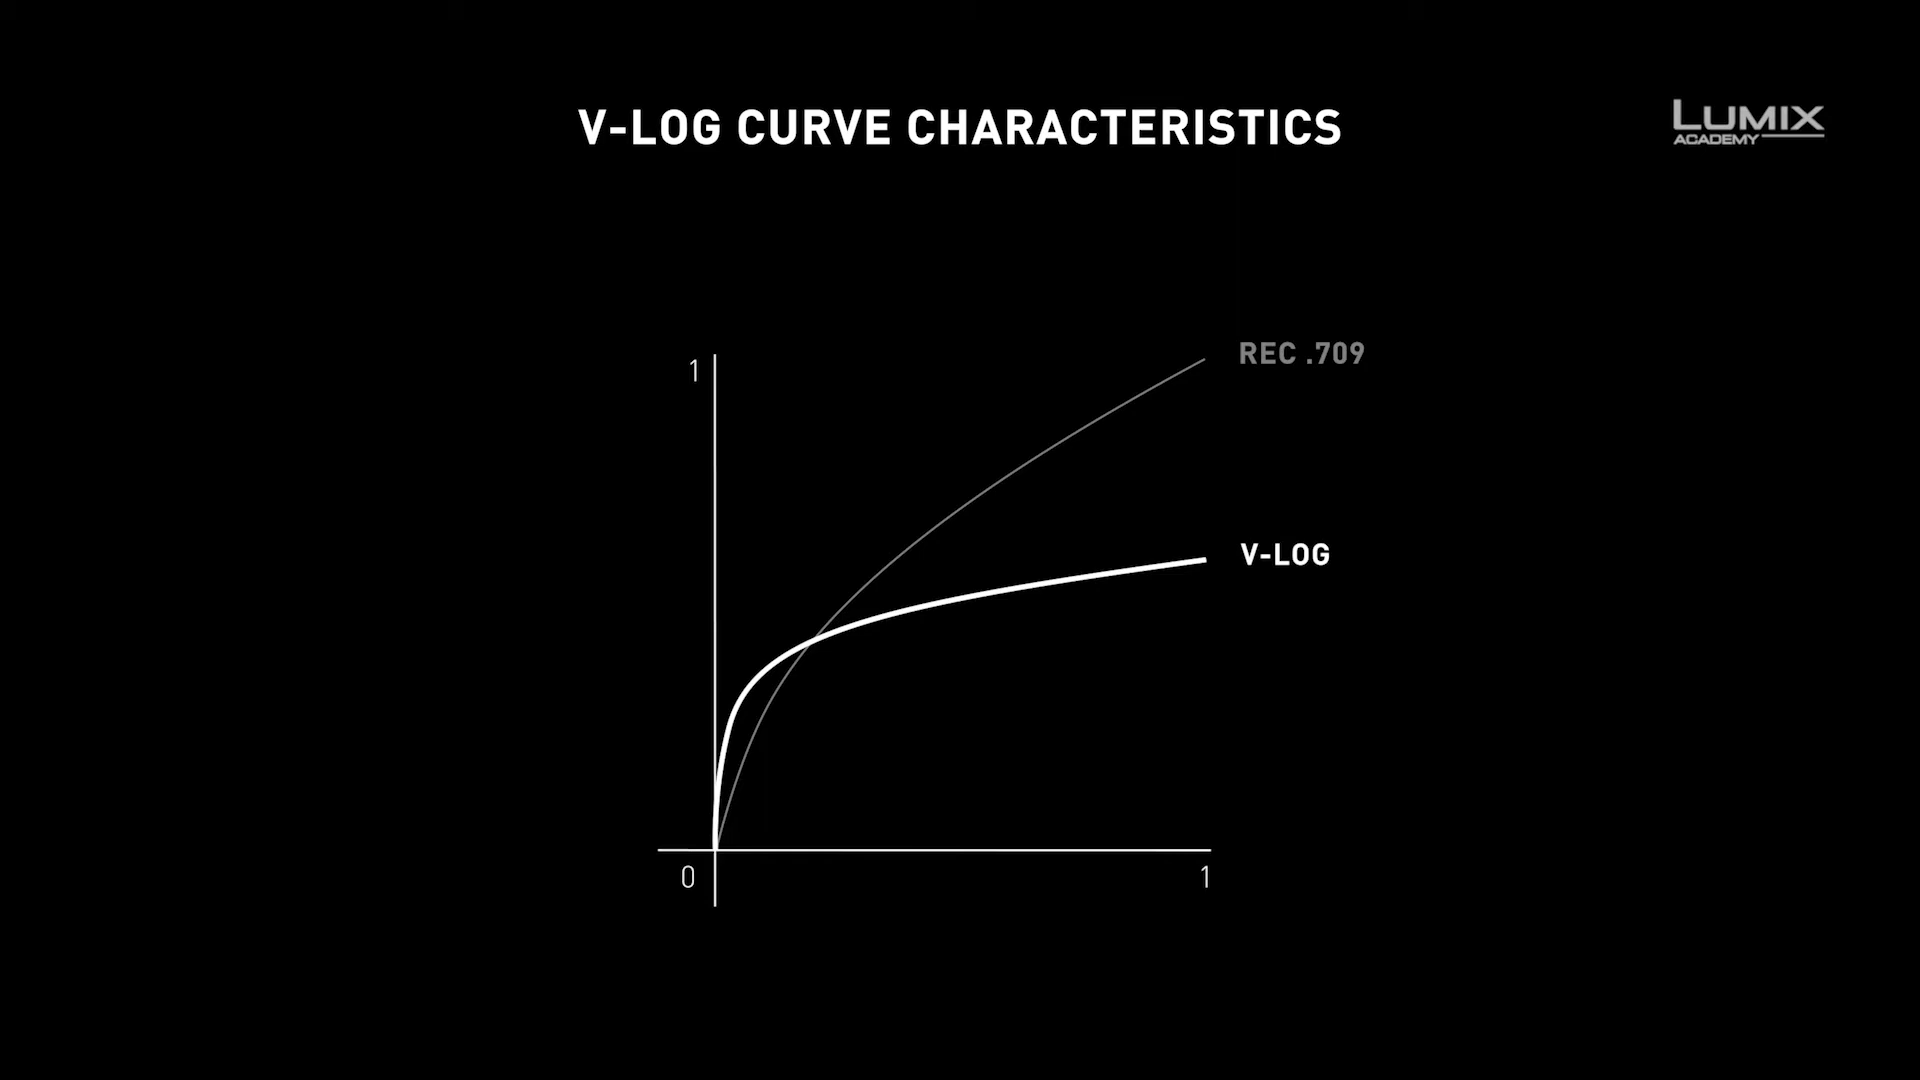 V-LOG CURVE CHARACTERISTICS
LUMIX
ACADEMY
REC .709
1
V-LOG
0
1